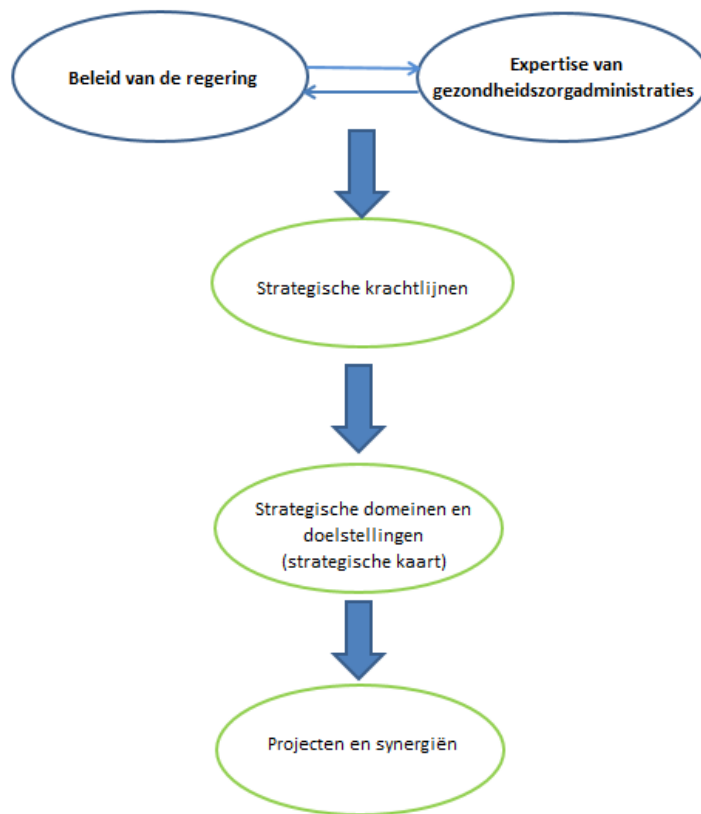 Beleid van de regering
Expertise van
gezondheidszorgadministraties
Strategische krachtlijnen
Strategische domeinen en
doelstellingen
(strategische kaart)
Projecten en synergiën